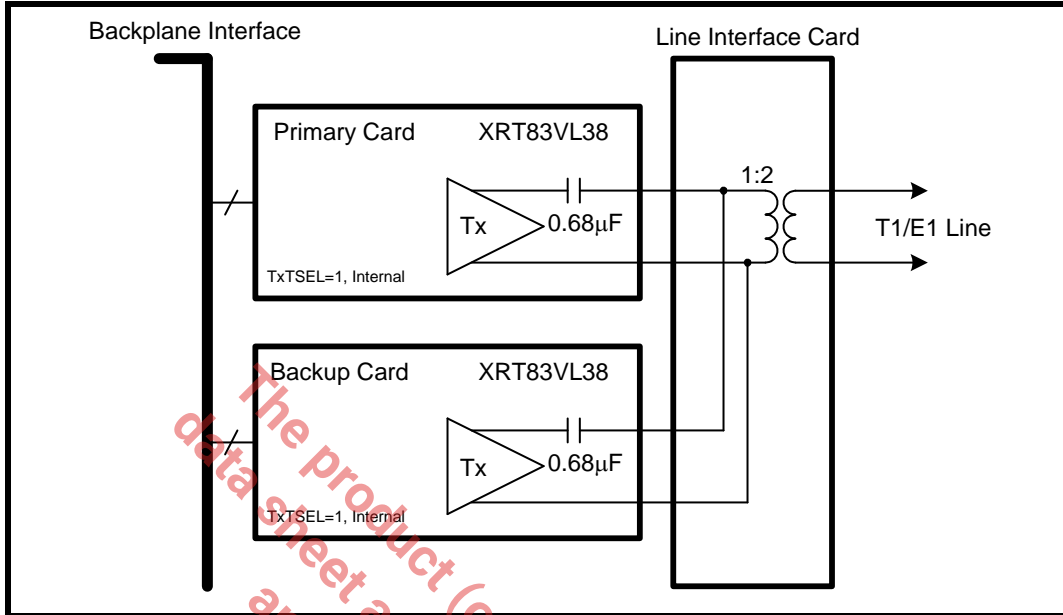 Backplane Interface
Line Interface Card
Primary Card XRT83VL38
1:2
Tx
0.68µF
T1/E1 Line
TxTSEL=1, Internal
Backup Card XRT83VL38
Tx
0.68µF
TxTSEL=1, Internal
The product (
data sheet a